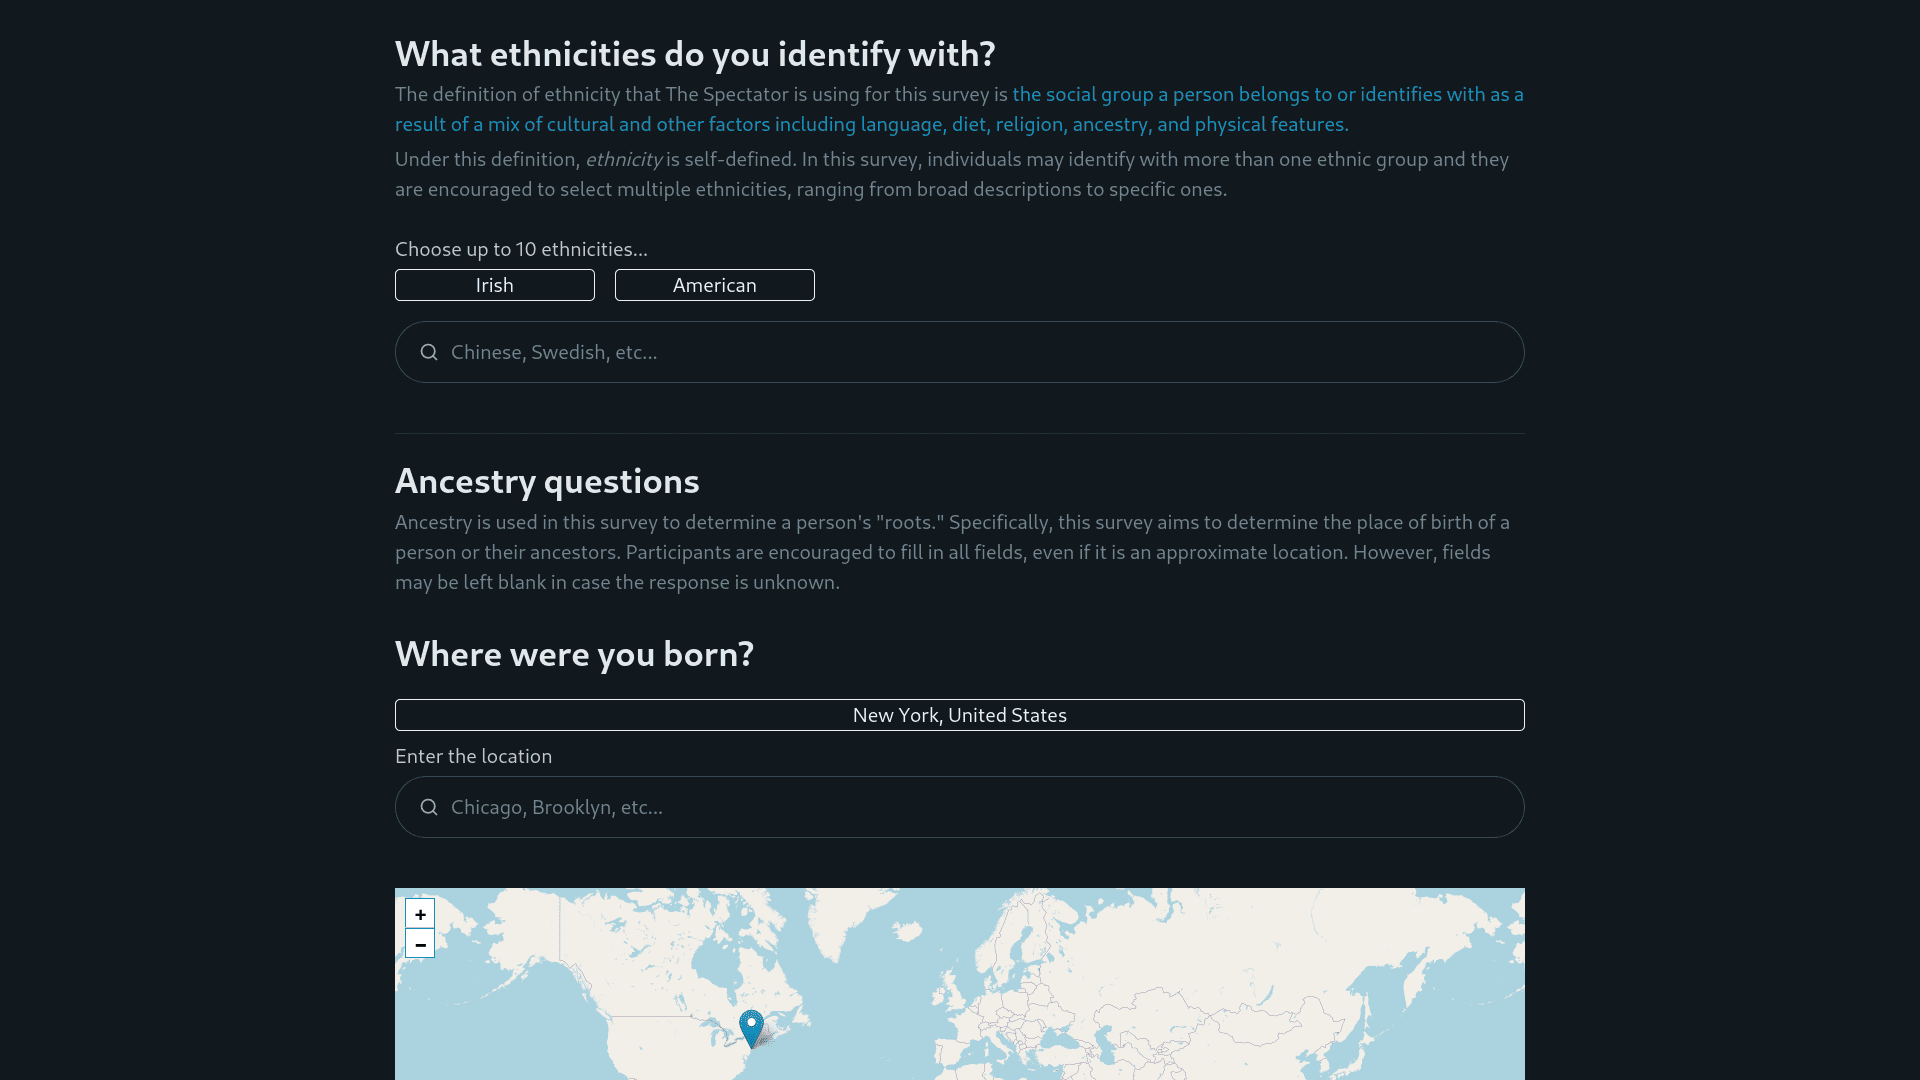 What ethnicities do you identify with?
The definition of ethnicity that The Spectator is using for this survey is the social group a person belongs to or identifies with as a
result of a mix of cultural and other factors including language, diet, religion, ancestry, and physical features.
Under this definition, ethnicity is self-defined. In this survey, individuals may identify with more than one ethnic group and they
are encouraged to select multiple ethnicities, ranging from broad descriptions to specific ones.
Choose up to 10 ethnicities...
Irish American
Chinese, Swedish, etc...
Ancestry questions
Ancestry is used in this survey to determine a person's "roots." Specifically, this survey aims to determine the place of birth of a
person or their ancestors. Participants are encouraged to fill in all fields, even if it is an approximate location. However, fields
may be left blank in case the response is unknown.
Where were you born?
New York, United States
Enter the location
Chicago, Brooklyn, etc...
+
−